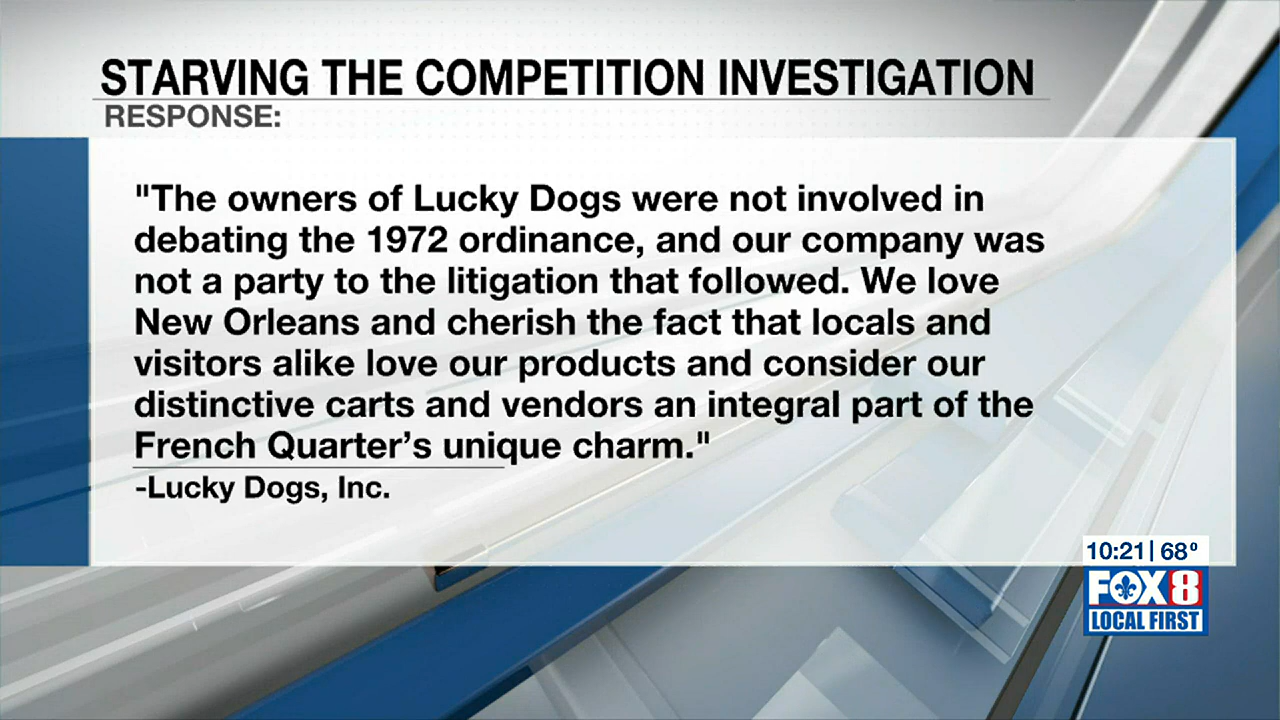 STARVING THE COMPETITION INVESTIGATION
RESPONSE:
"The owners of Lucky Dogs were not involved in
debating the 1972 ordinance, and our company was
not a party to the litigation that followed. We love
New Orleans and cherish the fact that locals and
visitors alike love our products and consider our
distinctive carts and vendors an integral part of the
French Quarter’s unique charm."
-Lucky Dogs, Inc.
10:21| 68º
FOX 8
LOCAL FIRST